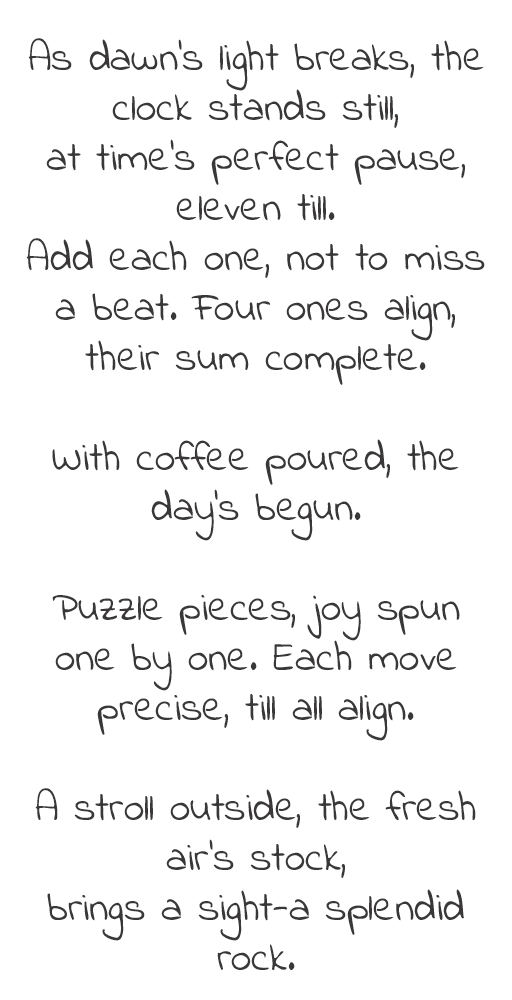 As dawn's light breaks, the
clock stands still,
at time's perfect pause,
eleven till.
Add each one, not to miss
a beat. Four ones align,
their sum complete.
with coffee poured, the
day's begun.
Puzzle pieces, joy spun
one by one. Each move
precise, till all align.
A stroll outside, the fresh
air's stock,
brings a sight-a splendid
rock.